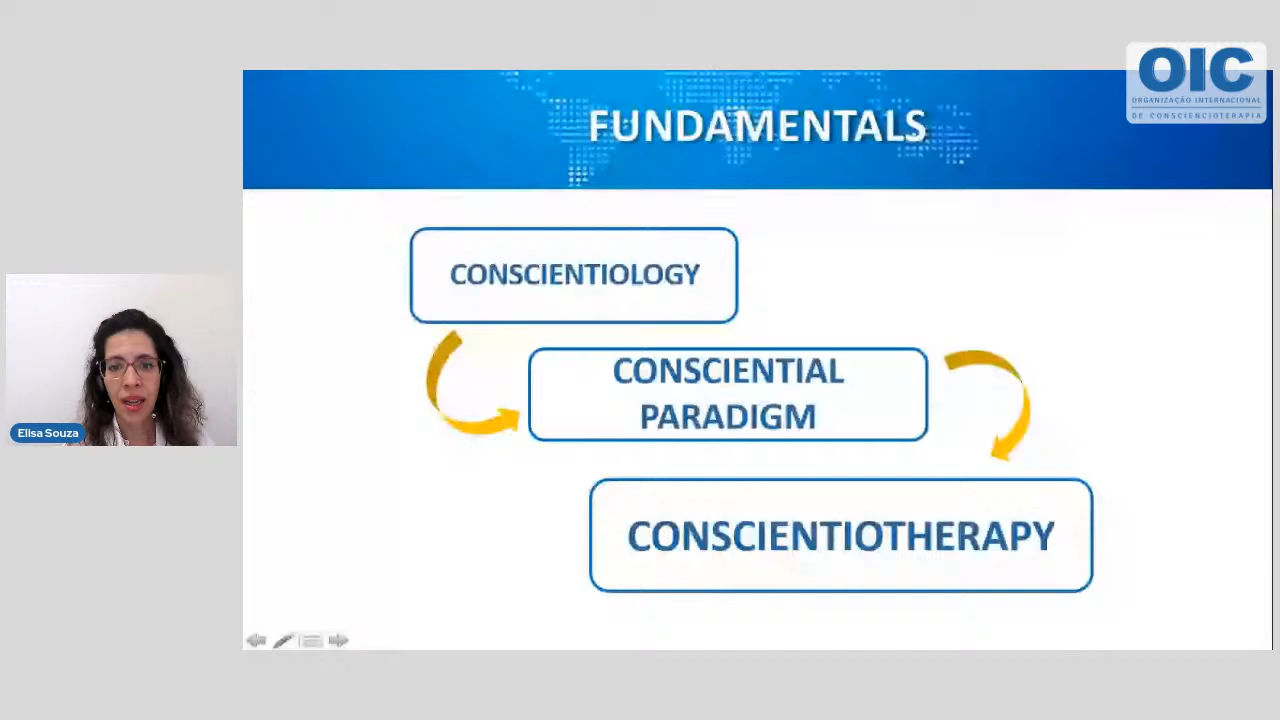 OIC
ORGANIZAÇÃO INTERNACIONAL
DE CONSCIENCIOTERAPIA
FUNDAMENTALS
CONSCIENTIOLOGY
CONSCIENTIAL
PARADIGM
CONSCIENTIOTHERAPY
Elisa Souza